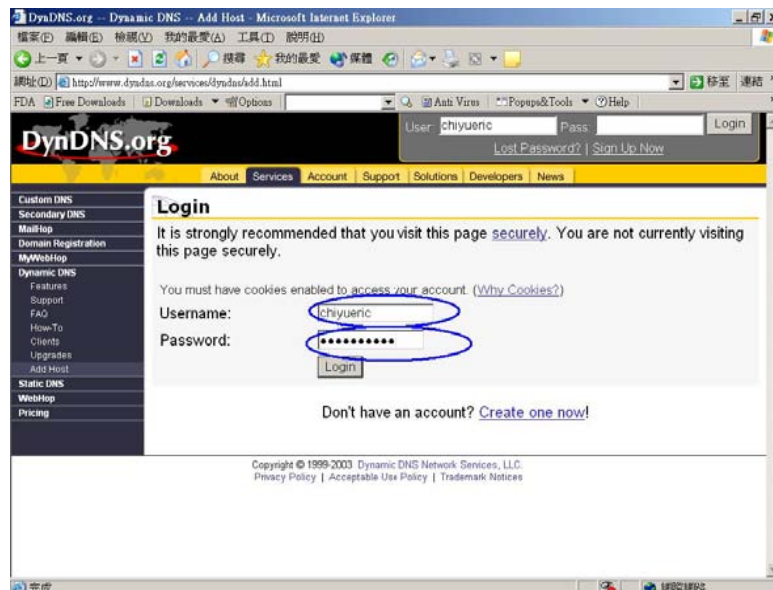 DynDNS.org -- Dynamic DNS -- Add Host - Microsoft Internet Explorer
檔案(F) 編輯(E) 檢視(V) 我的最愛(A) 工具(T) 說明(H)
上一頁 搜尋 我的最愛 媒體
網址(D) http://www.dyndns.org/services/dyndns/add.html 移至 連結
FDA Free Downloads Downloads Options Anti Virus Popups&Tools Help
User: chiyueric Pass: Login
Lost Password? | Sign Up Now
DynDNS.org
About Services Account Support Solutions Developers News
Custom DNS
Secondary DNS
MailHop
Domain Registration
MyWebHop
Dynamic DNS
Features
Support
FAQ
How-To
Clients
Upgrades
Add Host
Static DNS
WebHop
Pricing
Login
It is strongly recommended that you visit this page securely. You are not currently visiting
this page securely.
You must have cookies enabled to access your account. (Why Cookies?)
Username: chiyueric
Password: ••••••••••
Login
Don't have an account? Create one now!
Copyright © 1999-2003 Dynamic DNS Network Services, LLC.
Privacy Policy | Acceptable Use Policy | Trademark Notices
完成 網際網路